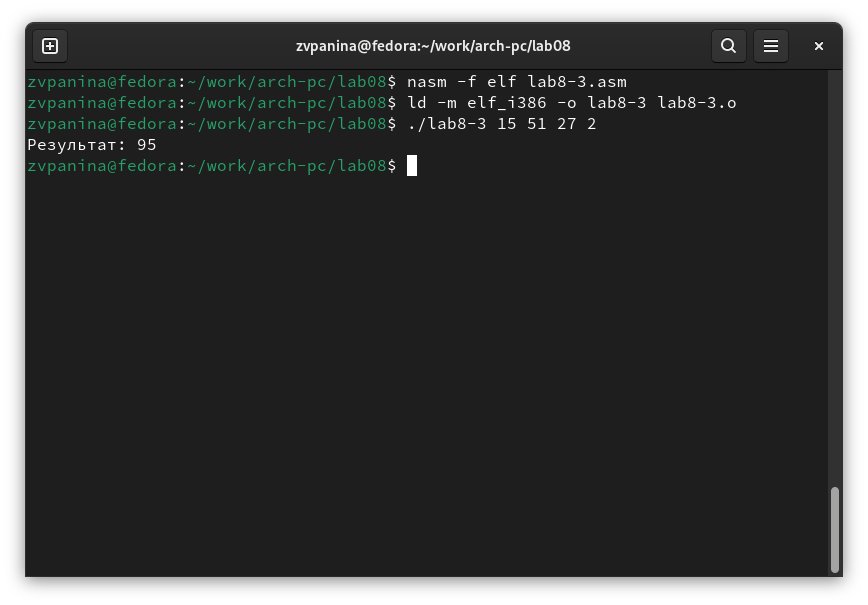 zvpanina@fedora:~/work/arch-pc/lab08
zvpanina@fedora:~/work/arch-pc/lab08$ nasm -f elf lab8-3.asm
zvpanina@fedora:~/work/arch-pc/lab08$ ld -m elf_i386 -o lab8-3 lab8-3.o
zvpanina@fedora:~/work/arch-pc/lab08$ ./lab8-3 15 51 27 2
Результат: 95
zvpanina@fedora:~/work/arch-pc/lab08$